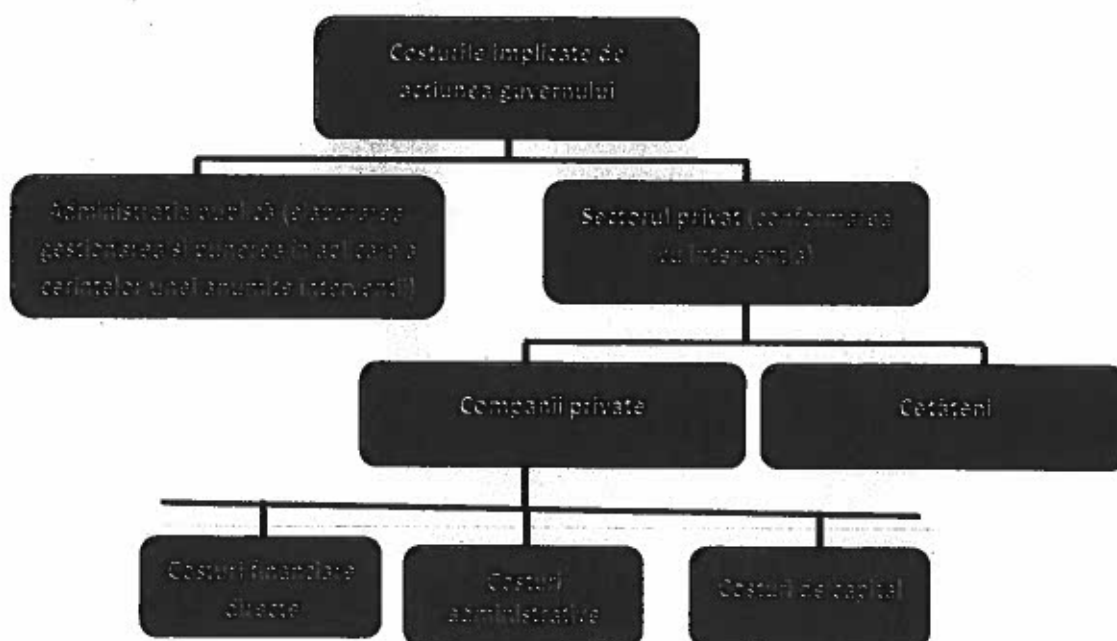 Costurile implicate de
acțiunea guvernului
Administrația publică (elaborarea
gestionarea și punerea în aplicare a
cerințelor unei anumite intervenții)
Sectorul privat (conformarea
cu intervenția)
Companii private
Cetățeni
Costuri financiare
directe
Costuri
administrative
Costuri de capital